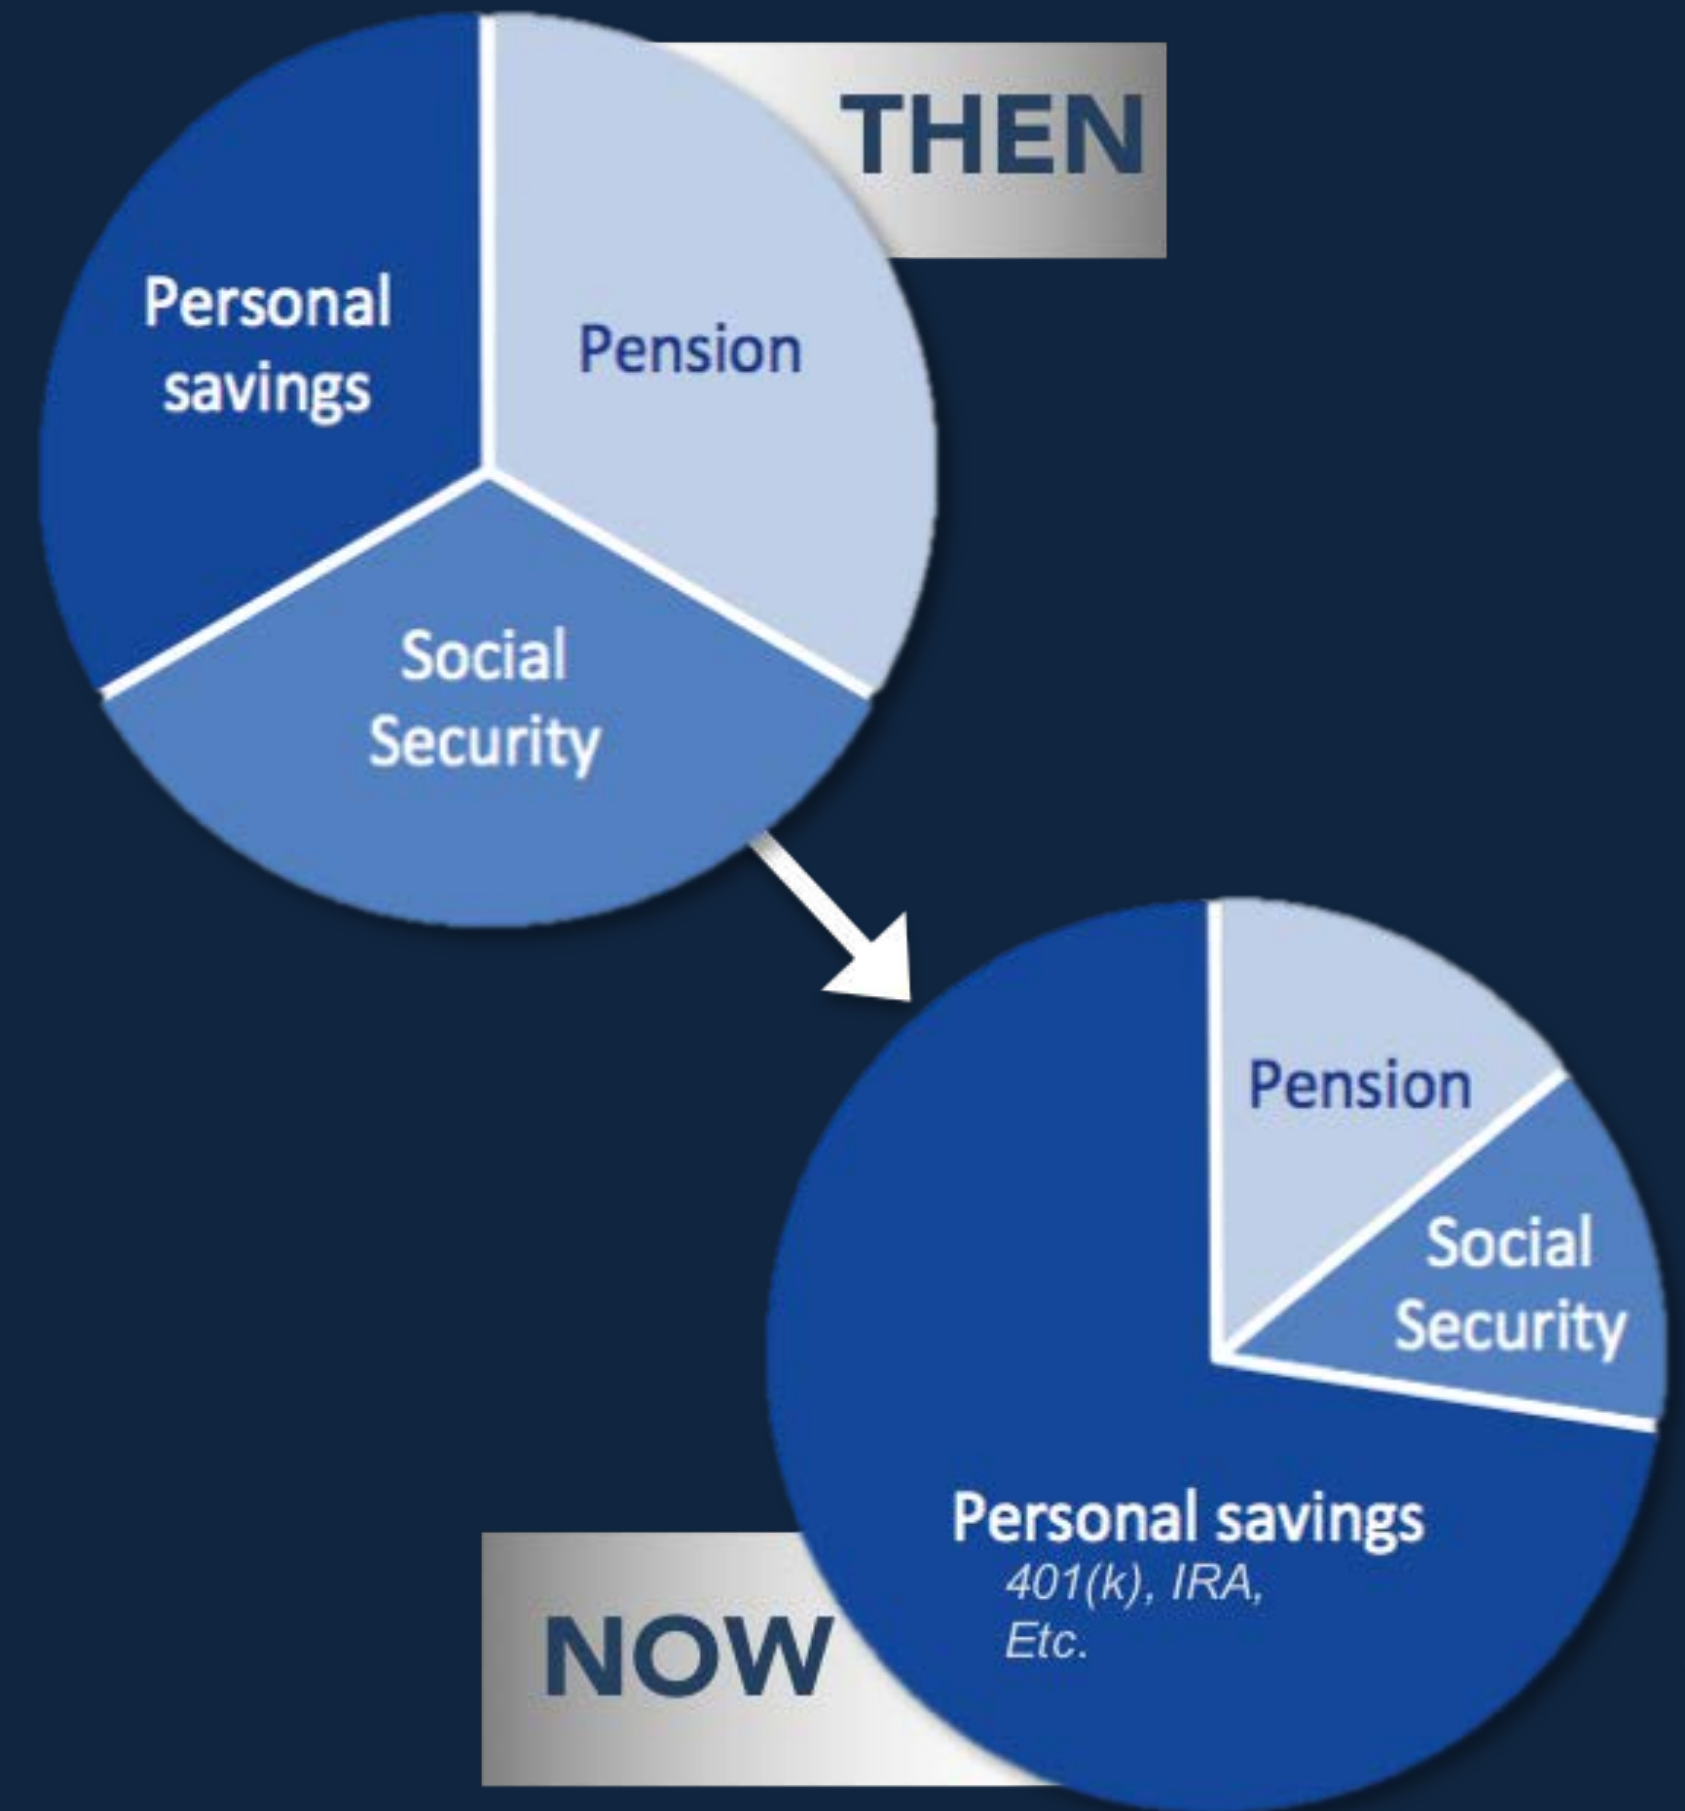 THEN
Personal
savings
Pension
Social
Security
Pension
Social
Security
Personal savings
401(k), IRA,
Etc.
NOW